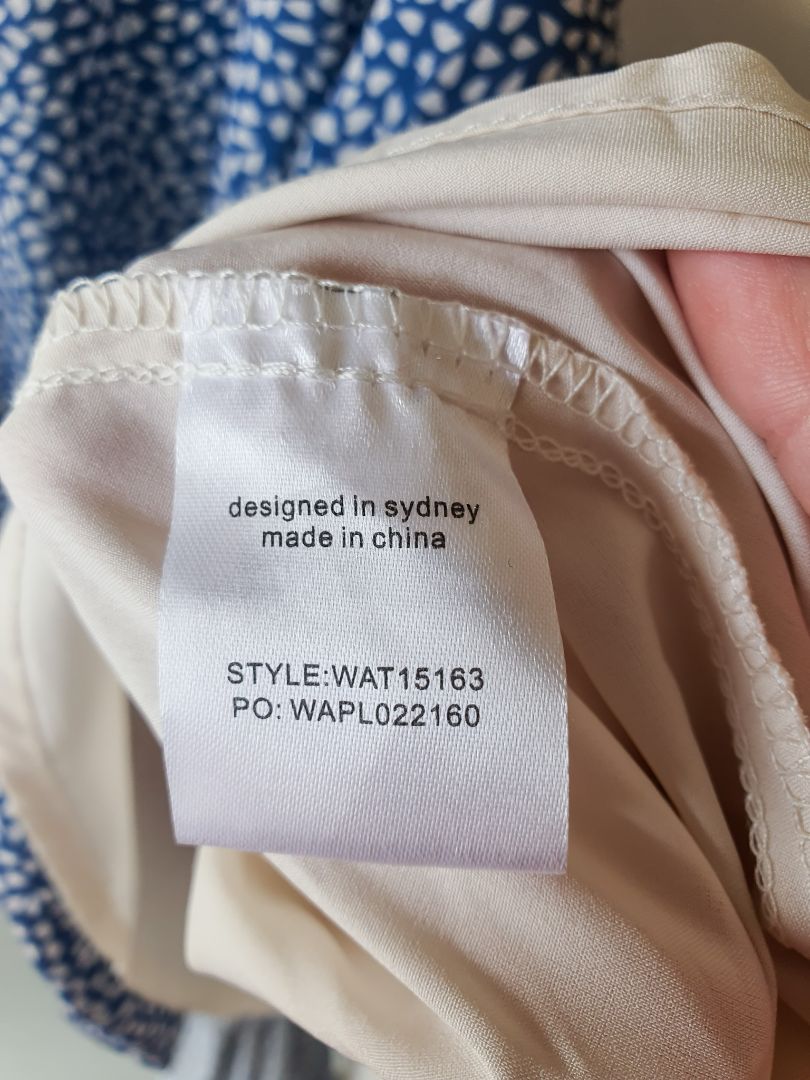 designed in sydney
made in china
STYLE:WAT15163
PO: WAPL022160